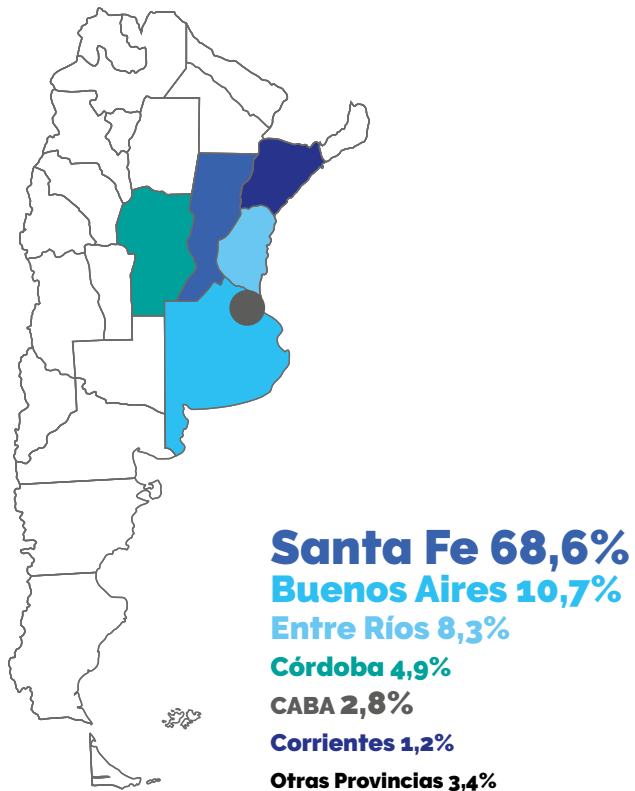 Santa Fe 68,6%
Buenos Aires 10,7%
Entre Ríos 8,3%
Córdoba 4,9%
CABA 2,8%
Corrientes 1,2%
Otras Provincias 3,4%